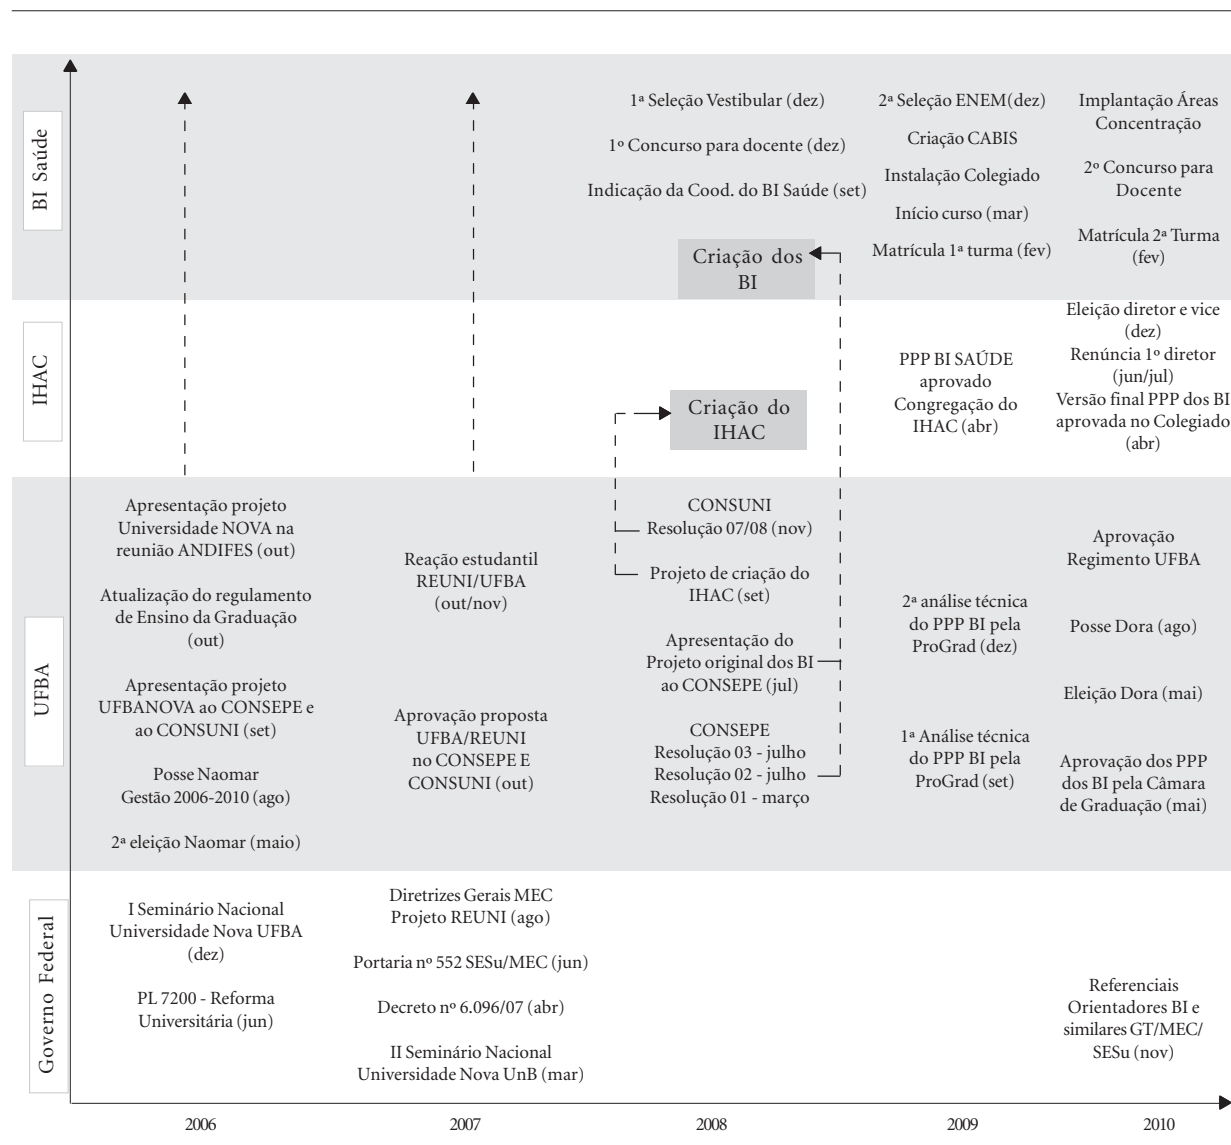 BI Saúde
1ª Seleção Vestibular (dez)
1º Concurso para docente (dez)
Indicação da Cood. do BI Saúde (set)
Criação dos
BI
2ª Seleção ENEM(dez)
Criação CABIS
Instalação Colegiado
Início curso (mar)
Matrícula 1ª turma (fev)
Implantação Áreas
Concentração
2º Concurso para
Docente
Matrícula 2ª Turma
(fev)
IHAC
Criação do
IHAC
PPP BI SAÚDE
aprovado
Congregação do
IHAC (abr)
Eleição diretor e vice
(dez)
Renúncia 1º diretor
(jun/jul)
Versão final PPP dos BI
aprovada no Colegiado
(abr)
UFBA
Apresentação projeto
Universidade NOVA na
reunião ANDIFES (out)
Atualização do regulamento
de Ensino da Graduação
(out)
Apresentação projeto
UFBANOVA ao CONSEPE e
ao CONSUNI (set)
Posse Naomar
Gestão 2006-2010 (ago)
2ª eleição Naomar (maio)
Reação estudantil
REUNI/UFBA
(out/nov)
Aprovação proposta
UFBA/REUNI
no CONSEPE E
CONSUNI (out)
CONSUNI
Resolução 07/08 (nov)
Projeto de criação do
IHAC (set)
Apresentação do
Projeto original dos BI
ao CONSEPE (jul)
CONSEPE
Resolução 03 - julho
Resolução 02 - julho
Resolução 01 - março
2ª análise técnica
do PPP BI pela
ProGrad (dez)
1ª Análise técnica
do PPP BI pela
ProGrad (set)
Aprovação
Regimento UFBA
Posse Dora (ago)
Eleição Dora (mai)
Aprovação dos PPP
dos BI pela Câmara
de Graduação (mai)
Governo Federal
I Seminário Nacional
Universidade Nova UFBA
(dez)
PL 7200 - Reforma
Universitária (jun)
Diretrizes Gerais MEC
Projeto REUNI (ago)
Portaria nº 552 SESu/MEC (jun)
Decreto nº 6.096/07 (abr)
II Seminário Nacional
Universidade Nova UnB (mar)
Referenciais
Orientadores BI e
similares GT/MEC/
SESu (nov)
2006
2007
2008
2009
2010